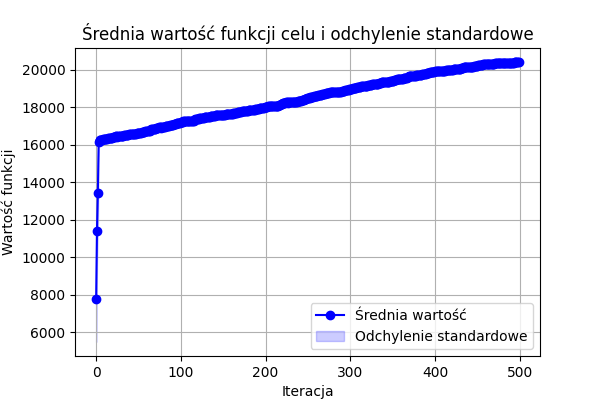 Średnia wartość funkcji celu i odchylenie standardowe
Wartość funkcji
20000
18000
16000
14000
12000
10000
8000
6000
0 100 200 300 400 500
Iteracja
Średnia wartość
Odchylenie standardowe